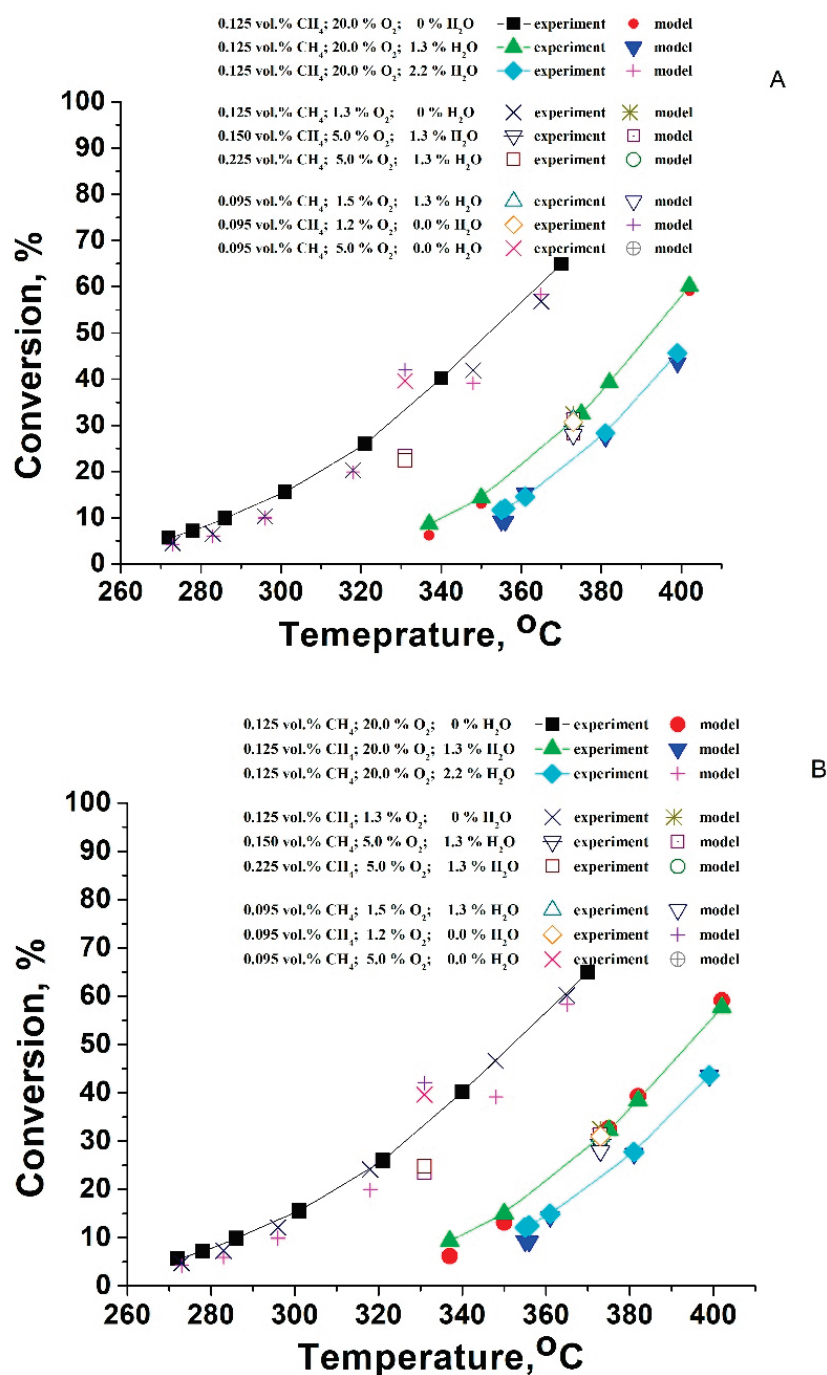 0.125 vol.% CH₄; 20.0 % O₂; 0 % H₂O experiment model
0.125 vol.% CH₄; 20.0 % O₂; 1.3 % H₂O experiment model
0.125 vol.% CH₄; 20.0 % O₂; 2.2 % H₂O experiment model
A
0.125 vol.% CH₄; 1.3 % O₂; 0 % H₂O experiment model
0.150 vol.% CH₄; 5.0 % O₂; 1.3 % H₂O experiment model
0.225 vol.% CH₄; 5.0 % O₂; 1.3 % H₂O experiment model
0.095 vol.% CH₄; 1.5 % O₂; 1.3 % H₂O experiment model
0.095 vol.% CH₄; 1.2 % O₂; 0.0 % H₂O experiment model
0.095 vol.% CH₄; 5.0 % O₂; 0.0 % H₂O experiment model
100
90
80
70
60
50
40
30
20
10
0
Conversion, %
260 280 300 320 340 360 380 400
Temeprature, °C
0.125 vol.% CH₄; 20.0 % O₂; 0 % H₂O experiment model
0.125 vol.% CH₄; 20.0 % O₂; 1.3 % H₂O experiment model
0.125 vol.% CH₄; 20.0 % O₂; 2.2 % H₂O experiment model
B
0.125 vol.% CH₄; 1.3 % O₂; 0 % H₂O experiment model
0.150 vol.% CH₄; 5.0 % O₂; 1.3 % H₂O experiment model
0.225 vol.% CH₄; 5.0 % O₂; 1.3 % H₂O experiment model
0.095 vol.% CH₄; 1.5 % O₂; 1.3 % H₂O experiment model
0.095 vol.% CH₄; 1.2 % O₂; 0.0 % H₂O experiment model
0.095 vol.% CH₄; 5.0 % O₂; 0.0 % H₂O experiment model
100
90
80
70
60
50
40
30
20
10
0
Conversion, %
260 280 300 320 340 360 380 400
Temperature,°C